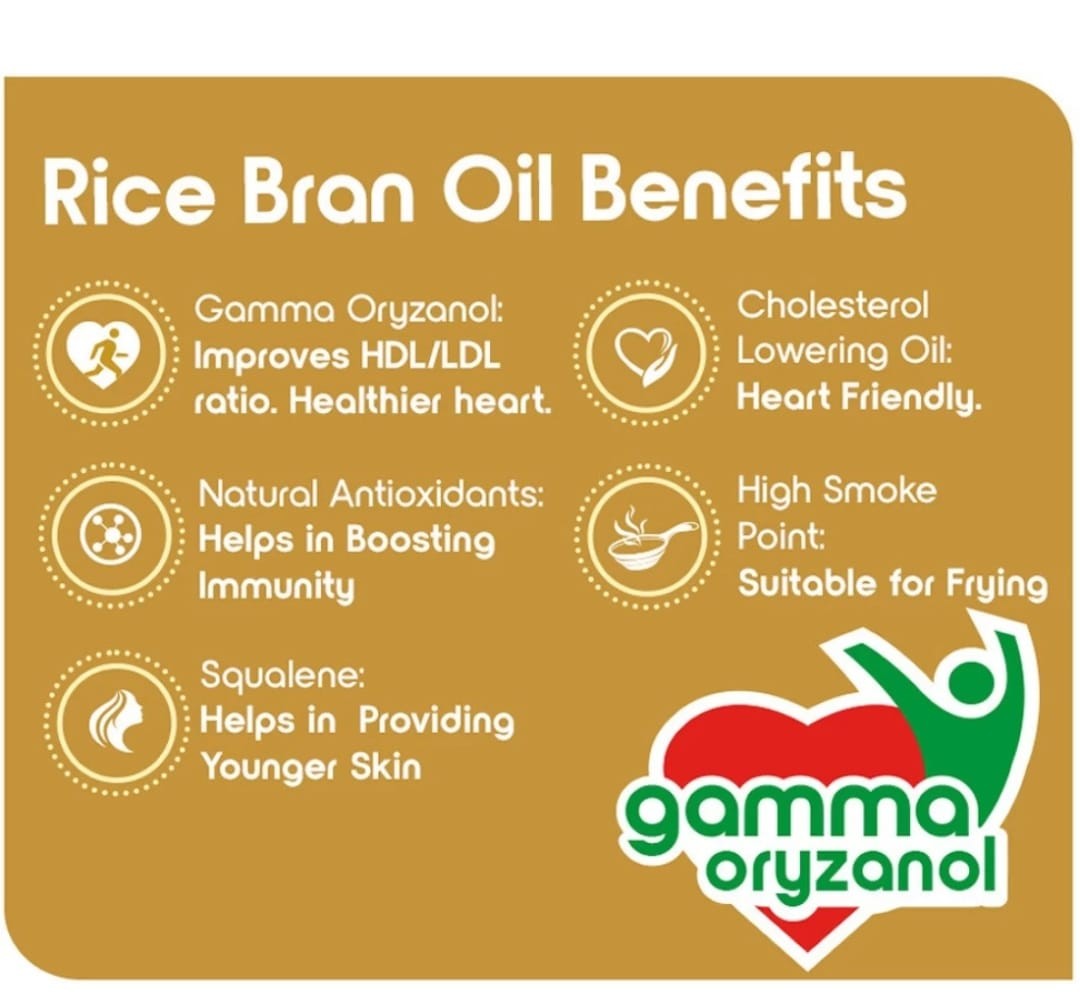 Rice Bran Oil Benefits
Gamma Oryzanol:
Improves HDL/LDL
ratio. Healthier heart.
Cholesterol
Lowering Oil:
Heart Friendly.
Natural Antioxidants:
Helps in Boosting
Immunity
High Smoke
Point:
Suitable for Frying
Squalene:
Helps in Providing
Younger Skin
gamma
oryzanol